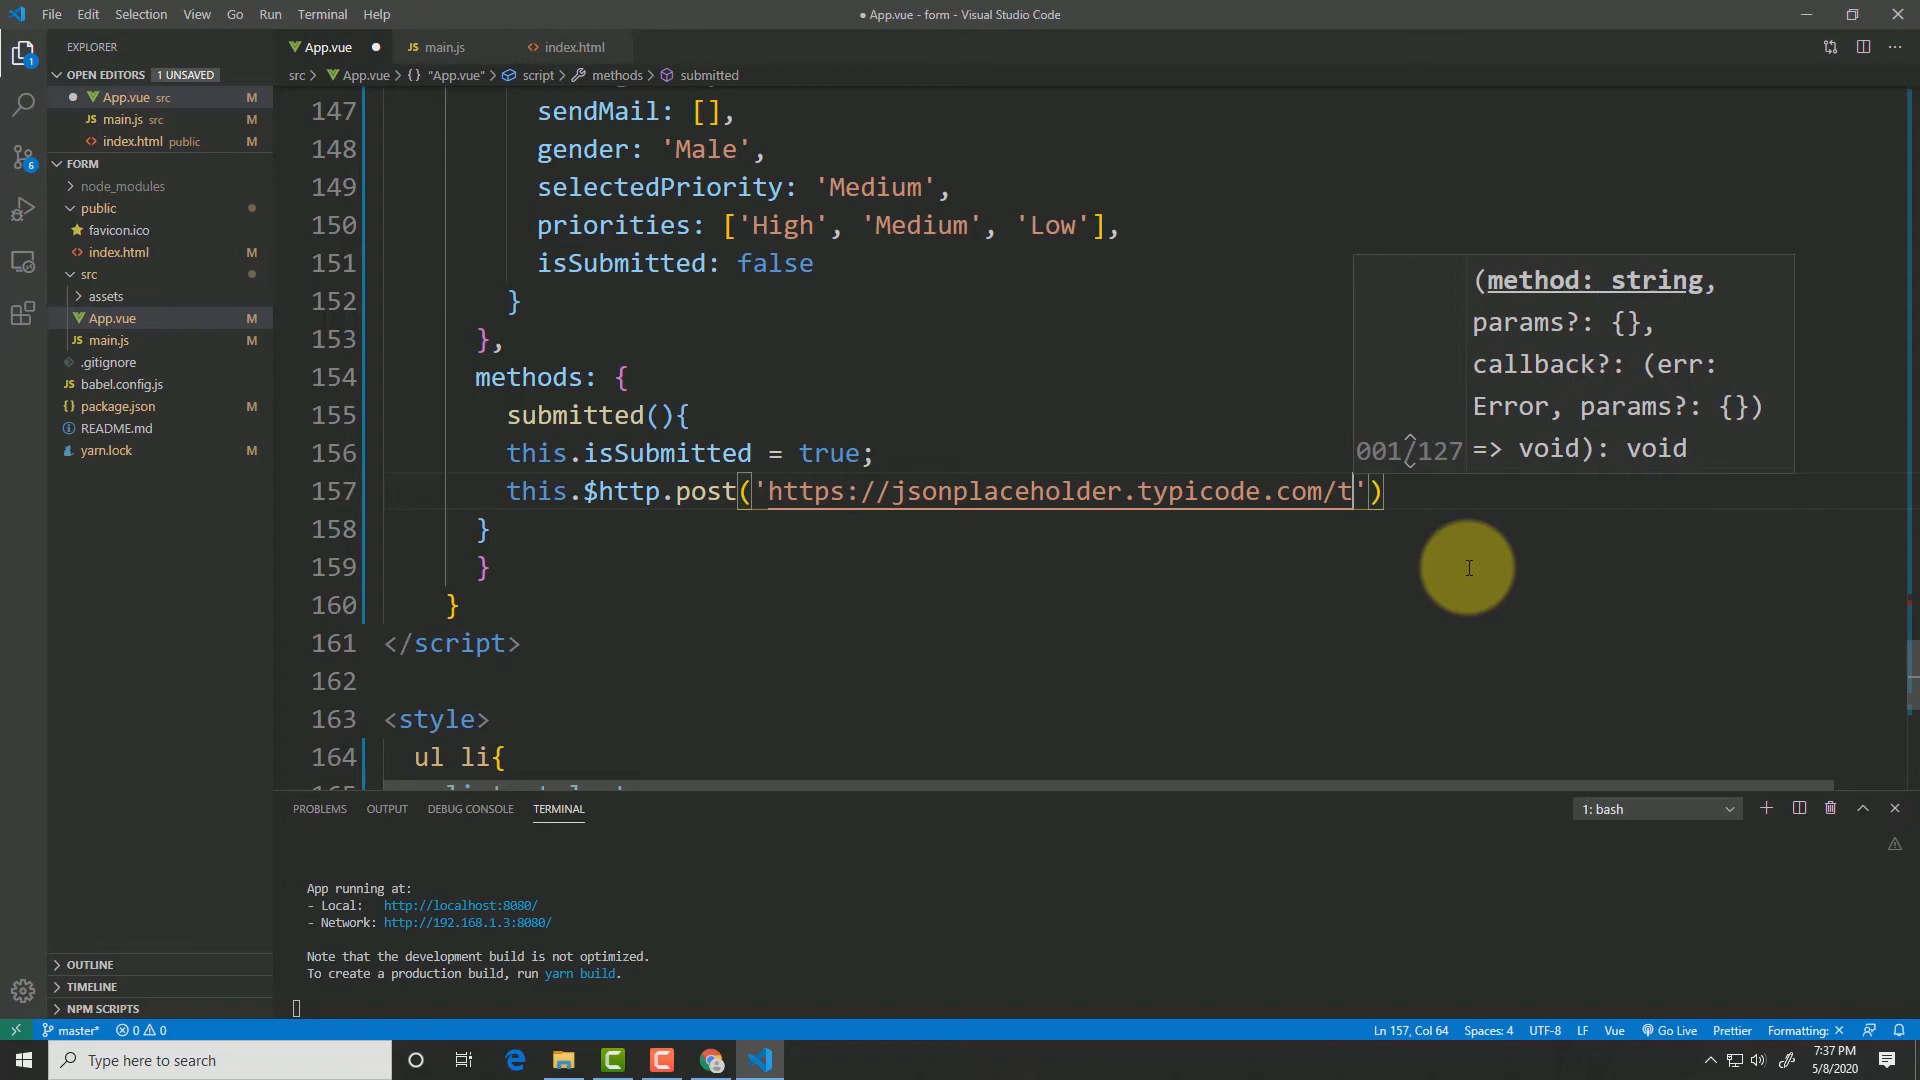 File Edit Selection View Go Run Terminal Help
● App.vue - form - Visual Studio Code
EXPLORER
App.vue
JS main.js
index.html
OPEN EDITORS 1 UNSAVED
src > App.vue > {} "App.vue" > script > methods > submitted
App.vue src M
JS main.js src M
index.html public M
FORM
node_modules
public
favicon.ico
index.html M
src
assets
App.vue M
JS main.js M
.gitignore
JS babel.config.js
{} package.json M
README.md
yarn.lock
OUTLINE
TIMELINE
NPM SCRIPTS
147 sendMail: [],
148 gender: 'Male',
149 selectedPriority: 'Medium',
150 priorities: ['High', 'Medium', 'Low'],
151 isSubmitted: false
152 }
153 },
154 methods: {
155 submitted(){
156 this.isSubmitted = true;
157 this.$http.post('https://jsonplaceholder.typicode.com/t')
158 }
159 }
160 }
161 </script>
162
163 <style>
164 ul li{
(method: string,
params?: {},
callback?: (err:
Error, params?: {})
001/127 => void): void
PROBLEMS OUTPUT DEBUG CONSOLE TERMINAL
1: bash
App running at:
- Local: http://localhost:8080/
- Network: http://192.168.1.3:8080/
Note that the development build is not optimized.
To create a production build, run yarn build.
master* 0 0
Ln 157, Col 64 Spaces: 4 UTF-8 LF Vue Go Live Prettier Formatting: ×
Type here to search
7:37 PM
5/8/2020
1
6